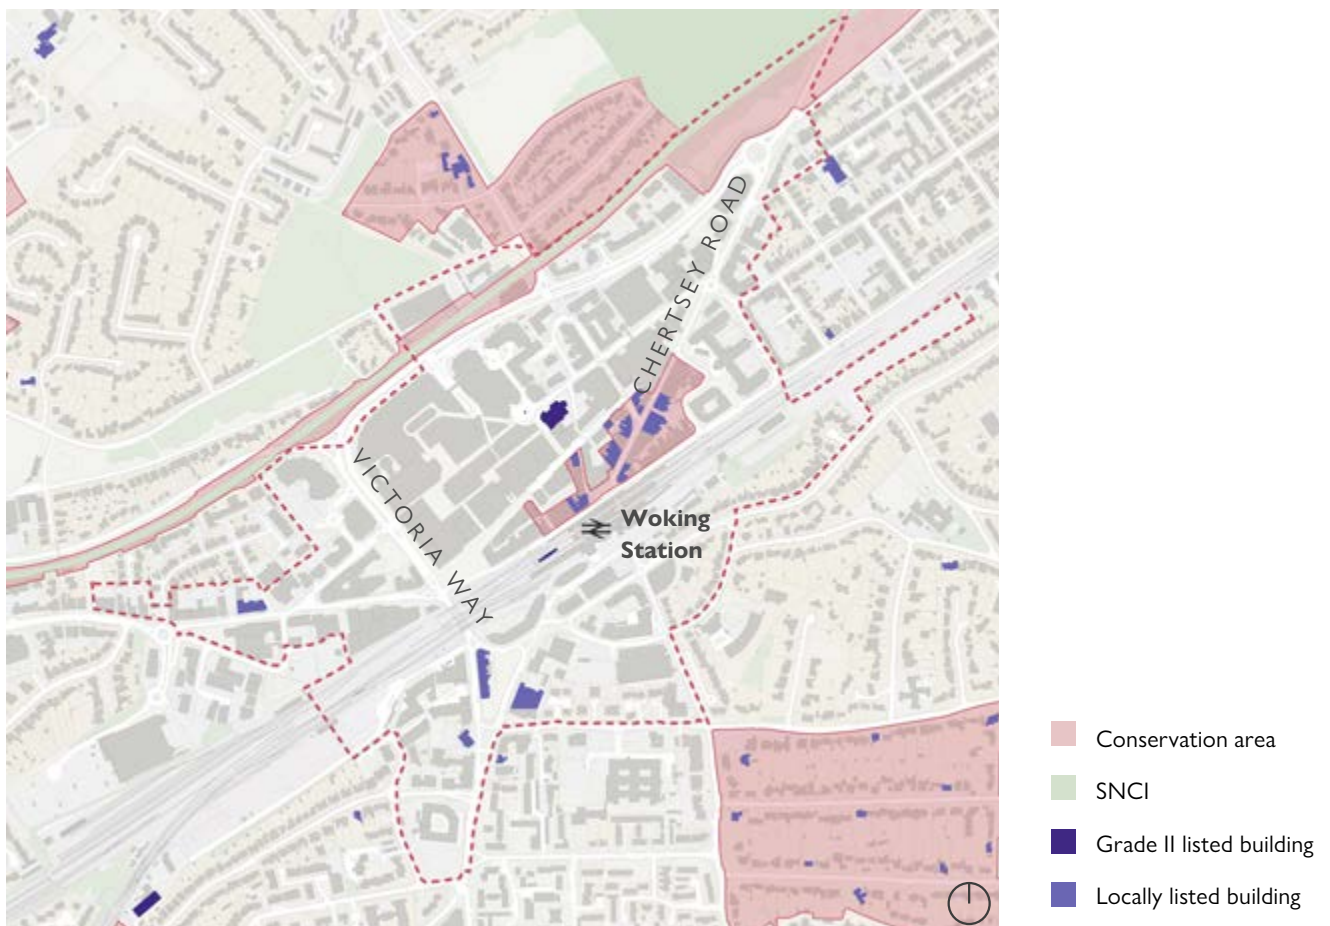 CHERTSEY ROAD
VICTORIA WAY
Woking
Station
Conservation area
SNCI
Grade II listed building
Locally listed building